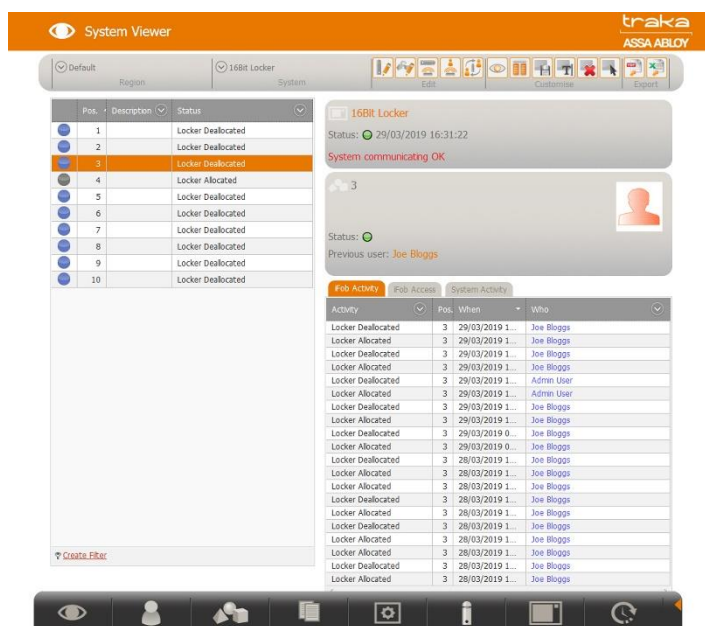 System Viewer
traka
ASSA ABLOY
Default
Region
16Bit Locker
System
Edit
Customise
Export
Pos. Description Status
1 Locker Deallocated
2 Locker Deallocated
3 Locker Deallocated
4 Locker Allocated
5 Locker Deallocated
6 Locker Deallocated
7 Locker Deallocated
8 Locker Deallocated
9 Locker Deallocated
10 Locker Deallocated
Create Filter
16Bit Locker
Status: 29/03/2019 16:31:22
System communicating OK
3
Status:
Previous user: Joe Bloggs
iFob Activity iFob Access System Activity
Activity Pos. When Who
Locker Deallocated 3 29/03/2019 1... Joe Bloggs
Locker Allocated 3 29/03/2019 1... Joe Bloggs
Locker Deallocated 3 29/03/2019 1... Joe Bloggs
Locker Allocated 3 29/03/2019 1... Joe Bloggs
Locker Deallocated 3 29/03/2019 1... Admin User
Locker Allocated 3 29/03/2019 1... Admin User
Locker Deallocated 3 29/03/2019 1... Joe Bloggs
Locker Allocated 3 29/03/2019 1... Joe Bloggs
Locker Deallocated 3 29/03/2019 0... Joe Bloggs
Locker Allocated 3 29/03/2019 0... Joe Bloggs
Locker Deallocated 3 28/03/2019 1... Joe Bloggs
Locker Allocated 3 28/03/2019 1... Joe Bloggs
Locker Allocated 3 28/03/2019 1... Joe Bloggs
Locker Deallocated 3 28/03/2019 1... Joe Bloggs
Locker Allocated 3 28/03/2019 1... Joe Bloggs
Locker Deallocated 3 28/03/2019 1... Joe Bloggs
Locker Allocated 3 28/03/2019 1... Joe Bloggs
Locker Allocated 3 28/03/2019 1... Joe Bloggs
Locker Deallocated 3 28/03/2019 1... Joe Bloggs
Locker Allocated 3 28/03/2019 1... Joe Bloggs